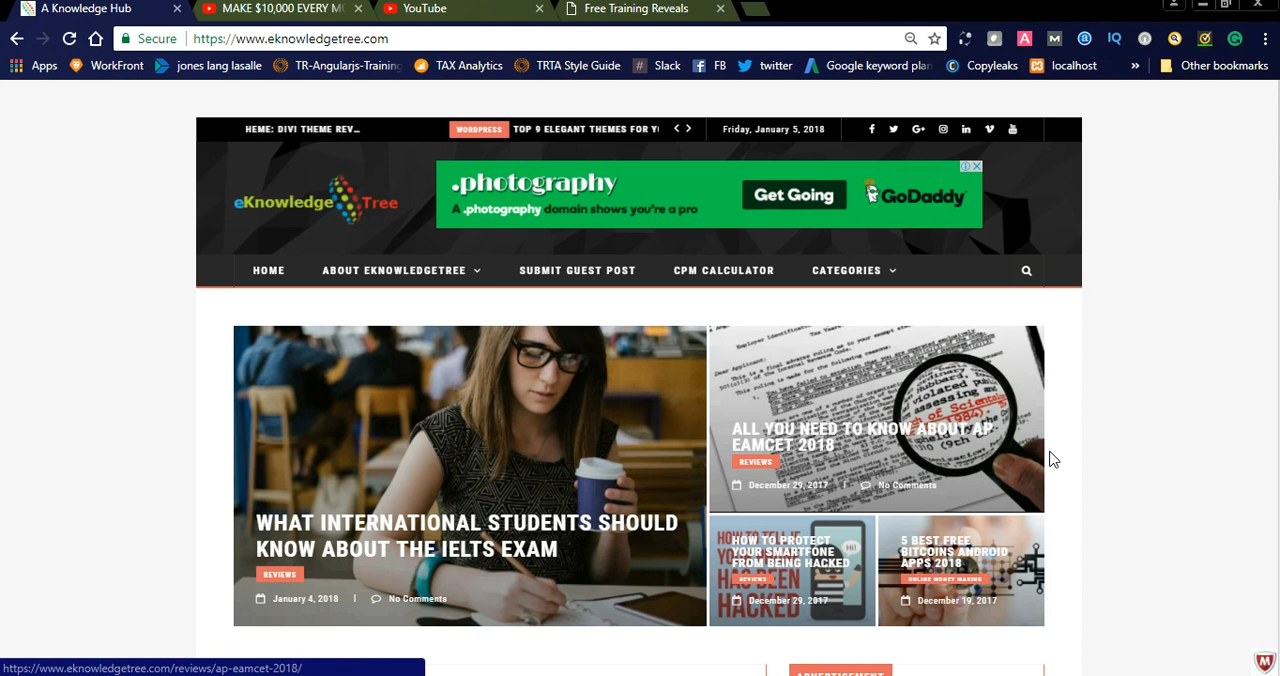 A Knowledge Hub
MAKE $10,000 EVERY MO
YouTube
Free Training Reveals
Secure
https://www.eknowledgetree.com
Apps
WorkFront
jones lang lasalle
TR-Angularjs-Training
TAX Analytics
TRTA Style Guide
Slack
FB
twitter
Google keyword plan
Copyleaks
localhost
»
Other bookmarks
HEME: DIVI THEME REV...
WORDPRESS
TOP 9 ELEGANT THEMES FOR Y
Friday, January 5, 2018
eKnowledge Tree
.photography
A .photography domain shows you're a pro
Get Going
GoDaddy
HOME
ABOUT EKNOWLEDGETREE
SUBMIT GUEST POST
CPM CALCULATOR
CATEGORIES
WHAT INTERNATIONAL STUDENTS SHOULD
KNOW ABOUT THE IELTS EXAM
REVIEWS
January 4, 2018 | No Comments
ALL YOU NEED TO KNOW ABOUT AP
EAMCET 2018
REVIEWS
December 29, 2017 | No Comments
HOW TO PROTECT
YOUR SMARTFONE
FROM BEING HACKED
REVIEWS
December 29, 2017
5 BEST FREE
BITCOINS ANDROID
APPS 2018
ONLINE MONEY MAKING
December 19, 2017
ADVERTISEMENT
https://www.eknowledgetree.com/reviews/ap-eamcet-2018/